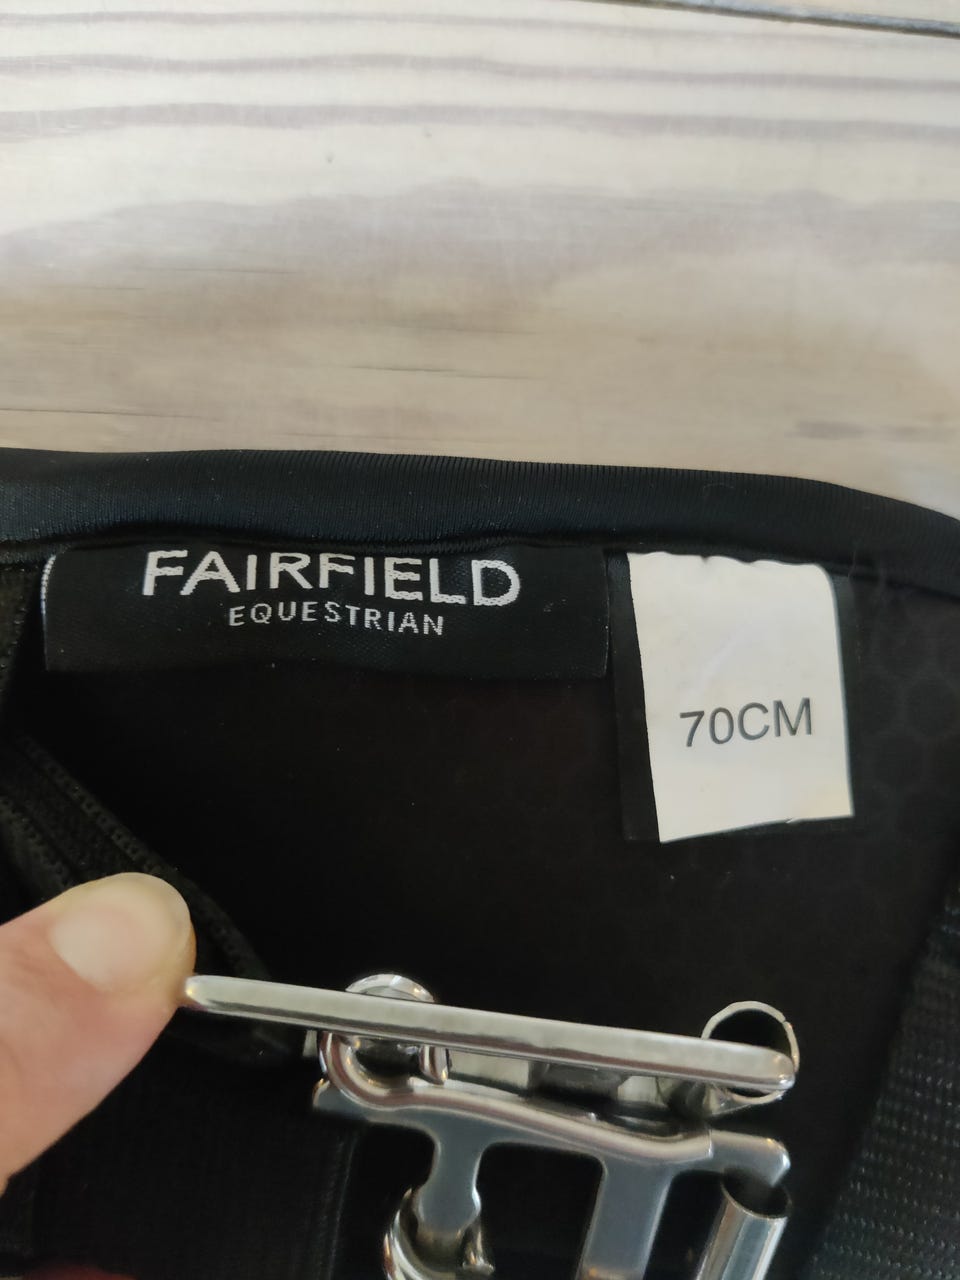 FAIRFIELD
EQUESTRIAN
70CM